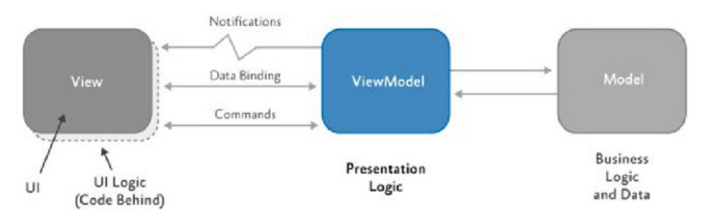 Notifications
View
Data Binding
ViewModel
Model
Commands
UI
UI Logic
(Code Behind)
Presentation
Logic
Business
Logic
and Data